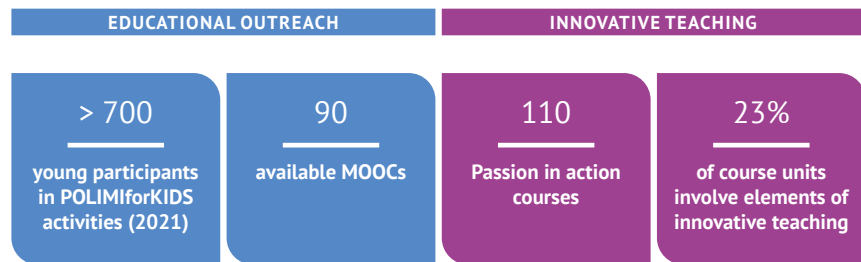 EDUCATIONAL OUTREACH
INNOVATIVE TEACHING
> 700
young participants
in POLIMIforKIDS
activities (2021)
90
available MOOCs
110
Passion in action
courses
23%
of course units
involve elements of
innovative teaching